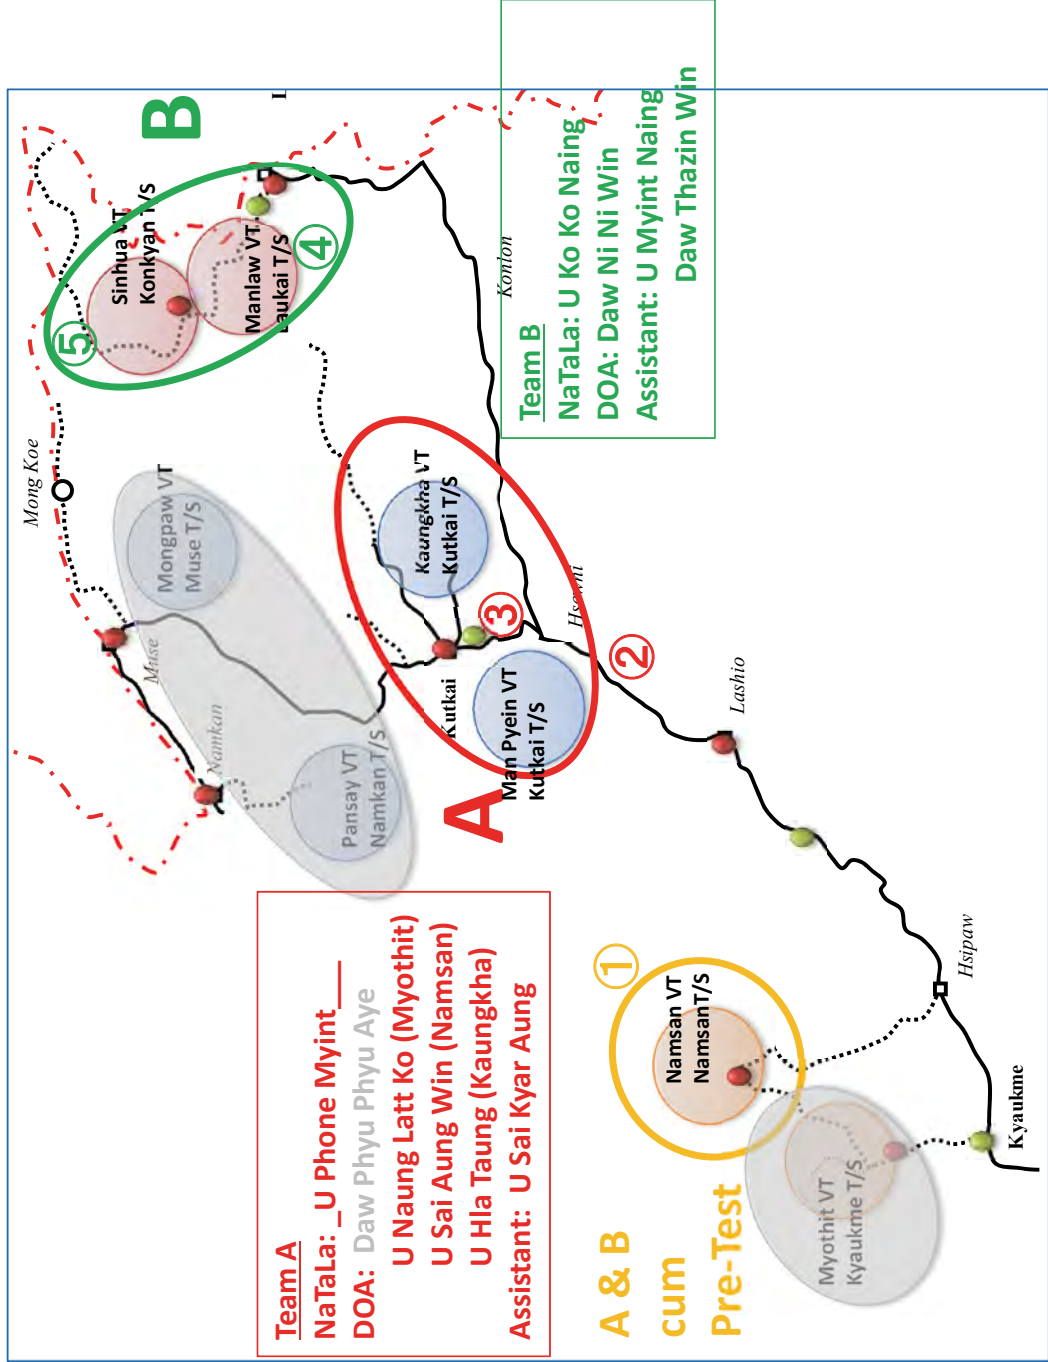 Team A
NaTaLa: _U Phone Myint___
DOA: Daw Phyu Phyu Aye
U Naung Latt Ko (Myothit)
U Sai Aung Win (Namsan)
U Hla Taung (Kaungkha)
Assistant: U Sai Kyar Aung
A & B
cum
Pre-Test
①
Namsan VT
NamsanT/S
Myothit VT
Kyaukme T/S
Kyaukme
Hsipaw
Lashio
②
Hsewni
③
A
Man Pyein VT
Kutkai T/S
Kutkai
Kaungkha VT
Kutkai T/S
Pansay VT
Namkan T/S
Namkan
Muse
Mongpaw VT
Muse T/S
Mong Koe
Konlon
B
⑤
Sinhua VT
Konkyan T/S
Manlaw VT
Laukai T/S
④
L
Team B
NaTaLa: U Ko Ko Naing
DOA: Daw Ni Ni Win
Assistant: U Myint Naing
Daw Thazin Win